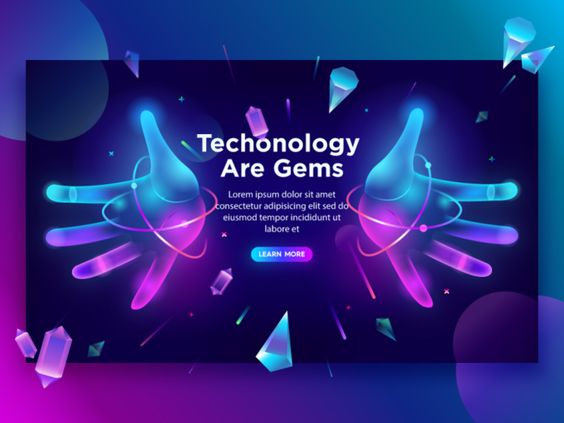 Techonology
Are Gems
Lorem ipsum dolor sit amet
consectetur adipisicing elit sed do
eiusmod tempor incididunt ut
labore et
LEARN MORE